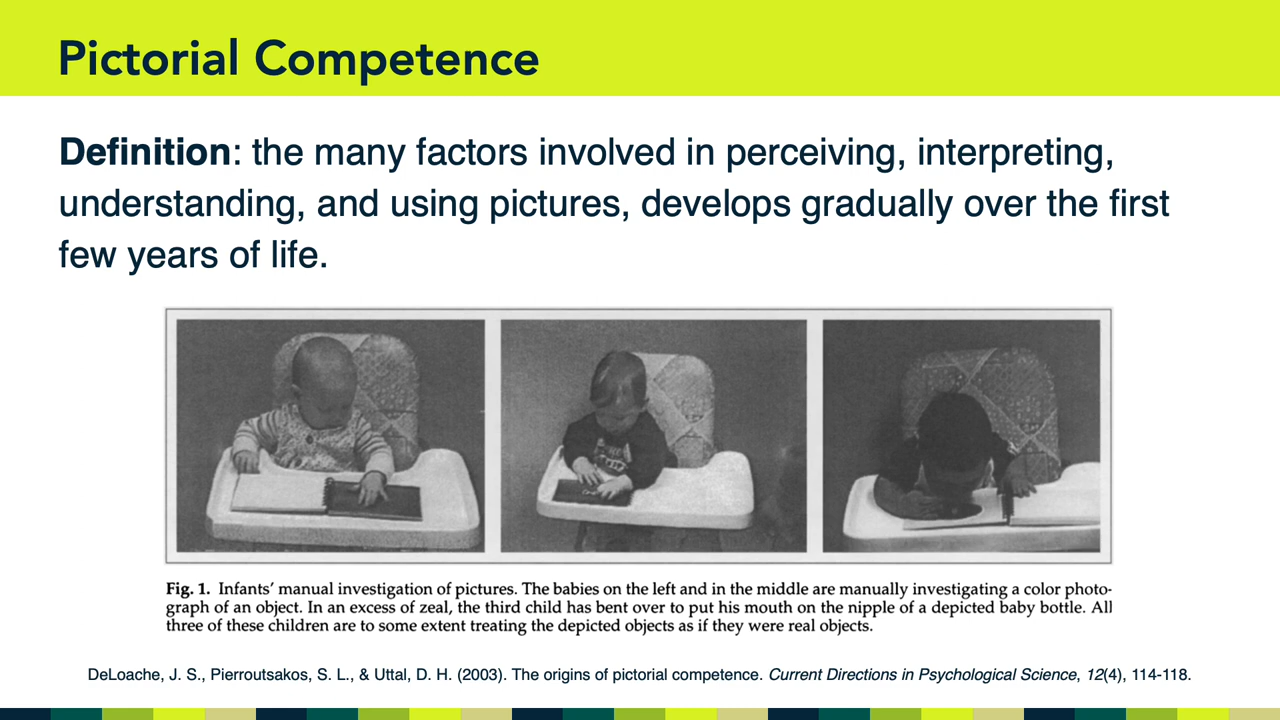 Pictorial Competence
Definition: the many factors involved in perceiving, interpreting,
understanding, and using pictures, develops gradually over the first
few years of life.
Fig. 1. Infants' manual investigation of pictures. The babies on the left and in the middle are manually investigating a color photo-
graph of an object. In an excess of zeal, the third child has bent over to put his mouth on the nipple of a depicted baby bottle. All
three of these children are to some extent treating the depicted objects as if they were real objects.
DeLoache, J. S., Pierroutsakos, S. L., & Uttal, D. H. (2003). The origins of pictorial competence. Current Directions in Psychological Science, 12(4), 114-118.